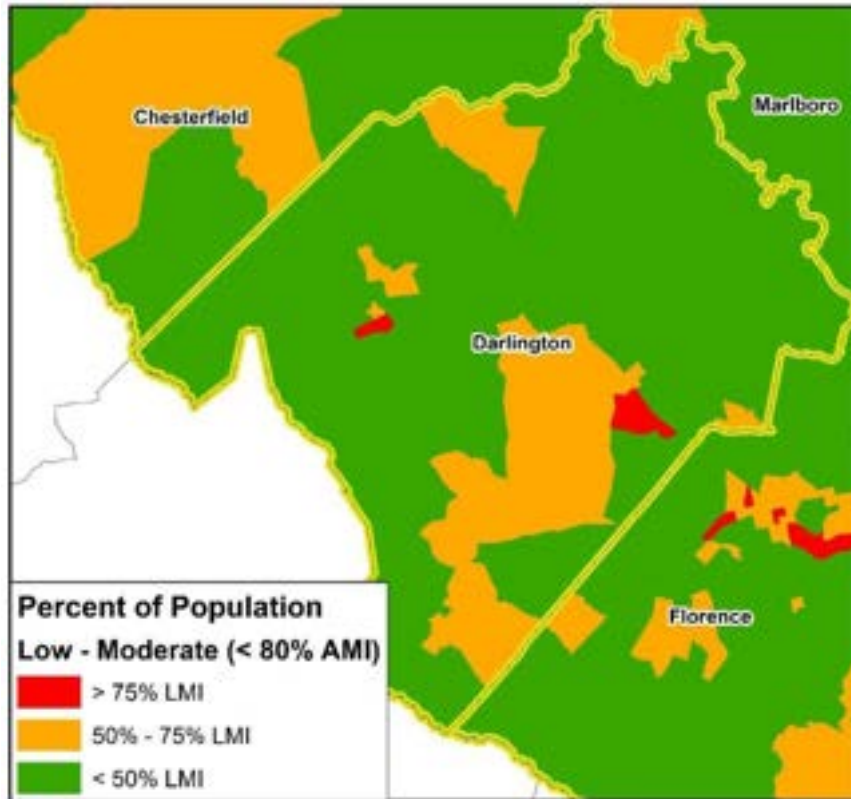 Chesterfield
Marlboro
Darlington
Florence
Percent of Population
Low - Moderate (< 80% AMI)
> 75% LMI
50% - 75% LMI
< 50% LMI